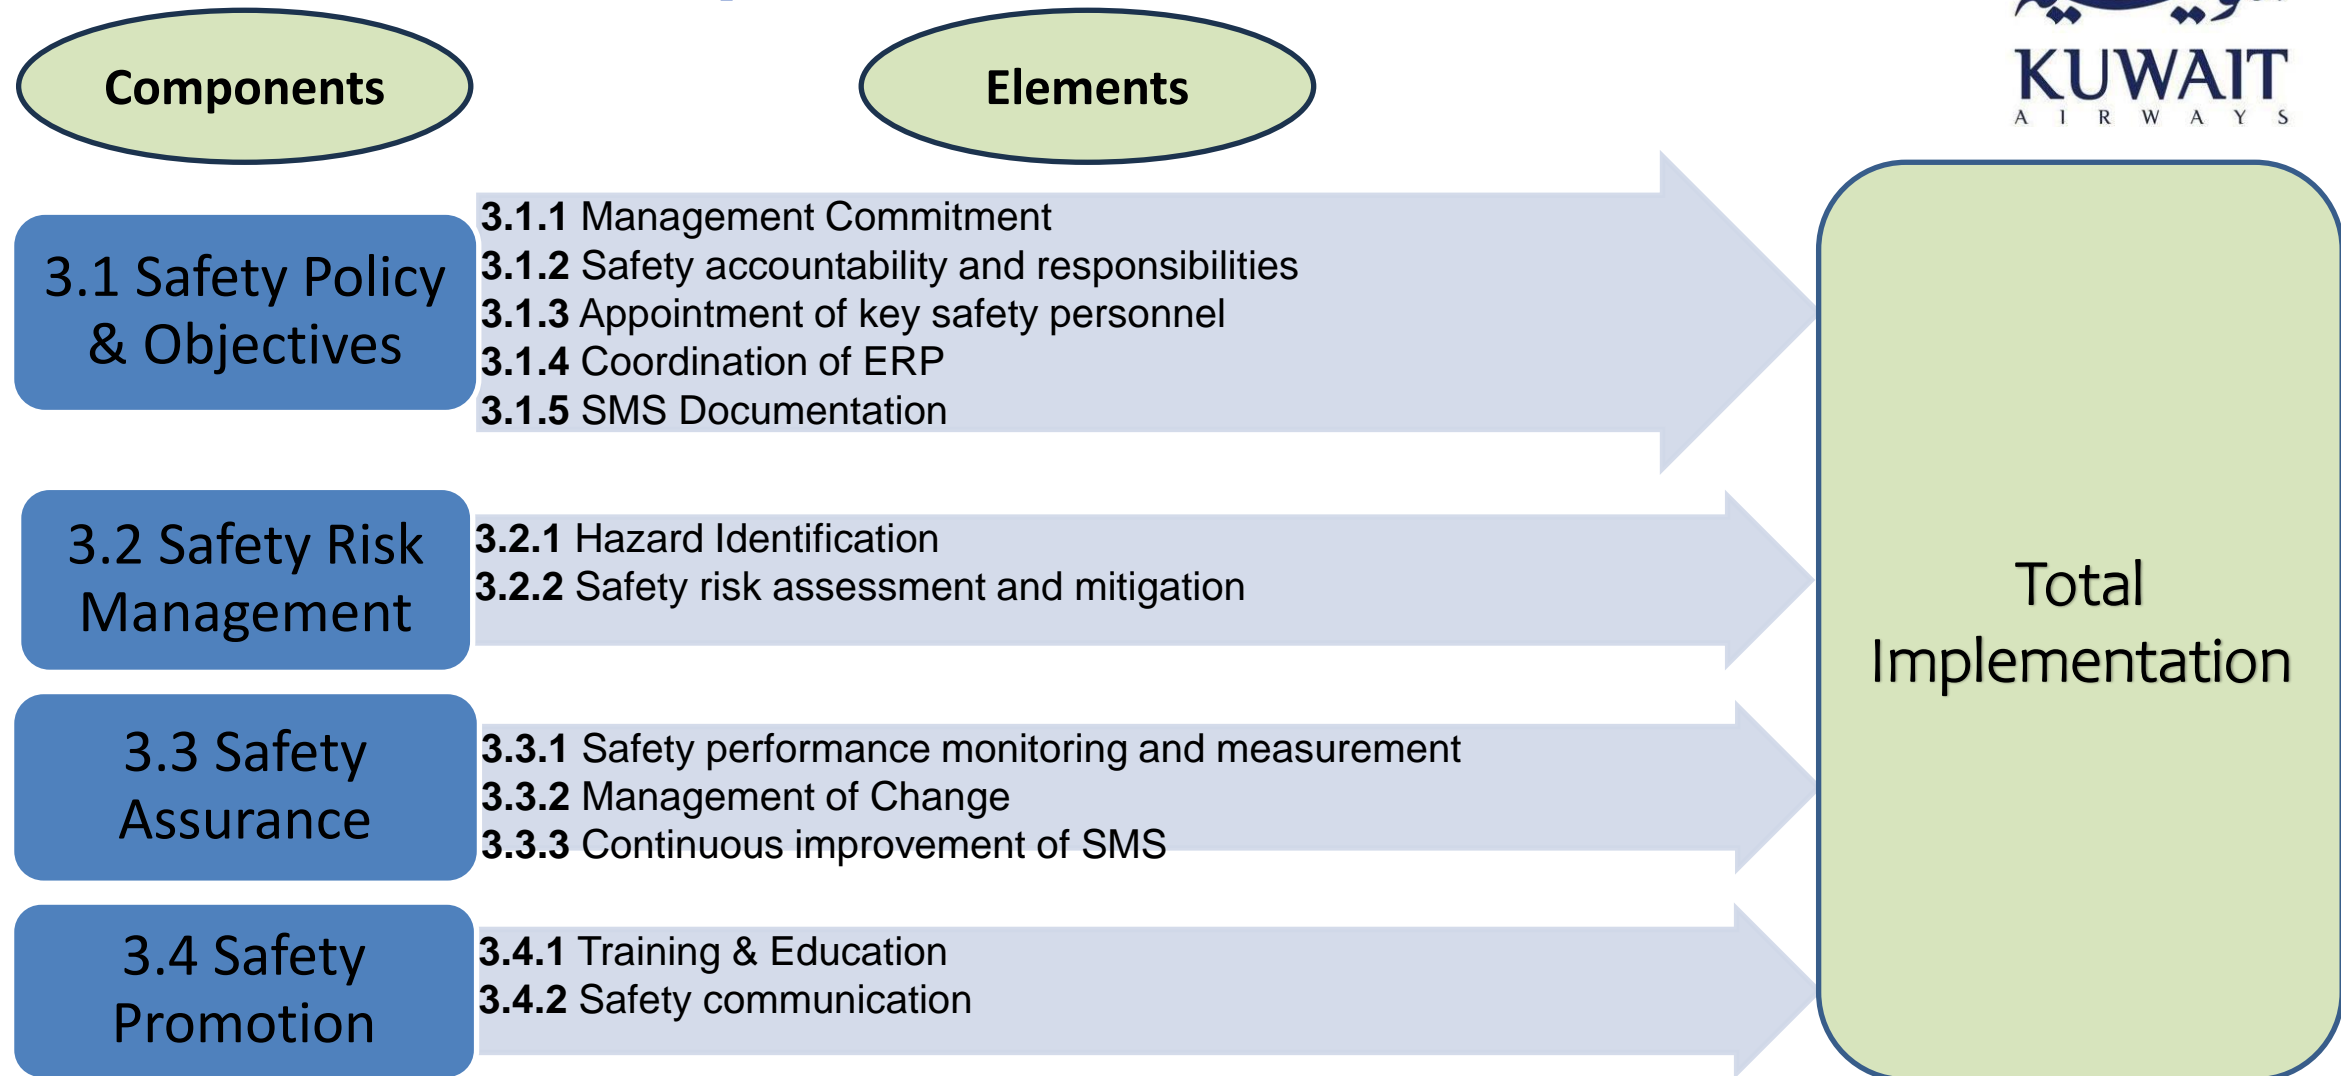 Components
Elements
KUWAIT
AIRWAYS
3.1 Safety Policy
& Objectives
3.1.1 Management Commitment
3.1.2 Safety accountability and responsibilities
3.1.3 Appointment of key safety personnel
3.1.4 Coordination of ERP
3.1.5 SMS Documentation
3.2 Safety Risk
Management
3.2.1 Hazard Identification
3.2.2 Safety risk assessment and mitigation
3.3 Safety
Assurance
3.3.1 Safety performance monitoring and measurement
3.3.2 Management of Change
3.3.3 Continuous improvement of SMS
3.4 Safety
Promotion
3.4.1 Training & Education
3.4.2 Safety communication
Total
Implementation